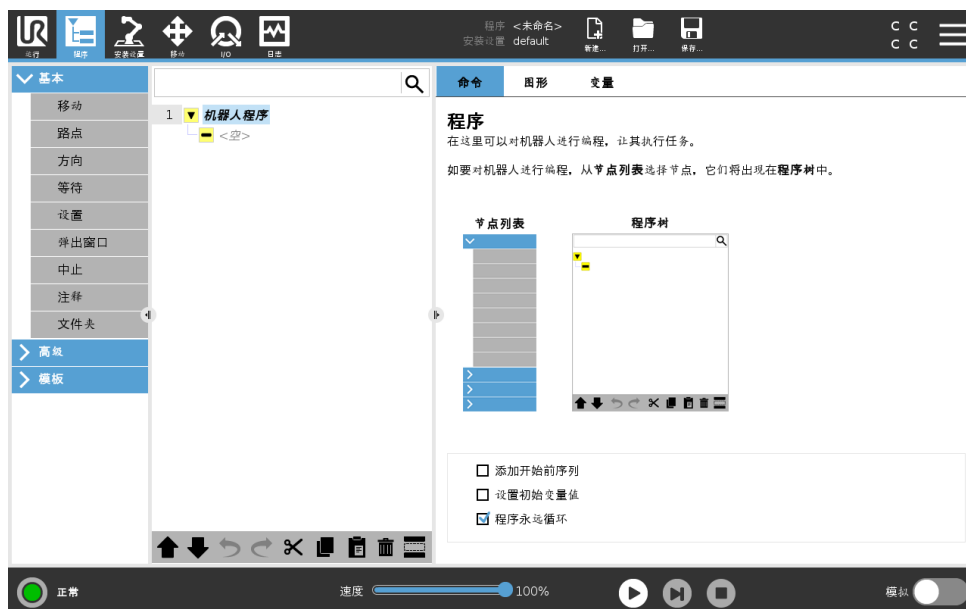 UR
运行
程序
安装设置
移动
I/O
日志
程序 <未命名>
安装设置 default
新建...
打开...
保存...
C C
C C
基本
移动
路点
方向
等待
设置
弹出窗口
中止
注释
文件夹
高级
模板
1 机器人程序
<空>
命令 图形 变量
程序
在这里可以对机器人进行编程，让其执行任务。
如要对机器人进行编程，从节点列表选择节点，它们将出现在程序树中。
节点列表 程序树
添加开始前序列
设置初始变量值
程序永远循环
正常
速度 100%
模拟